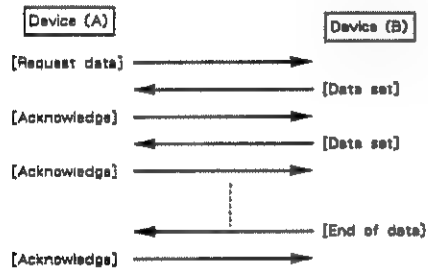 Device (A)
Device (B)
[Request data]
[Data set]
[Acknowledge]
[Data set]
[Acknowledge]
[End of data]
[Acknowledge]